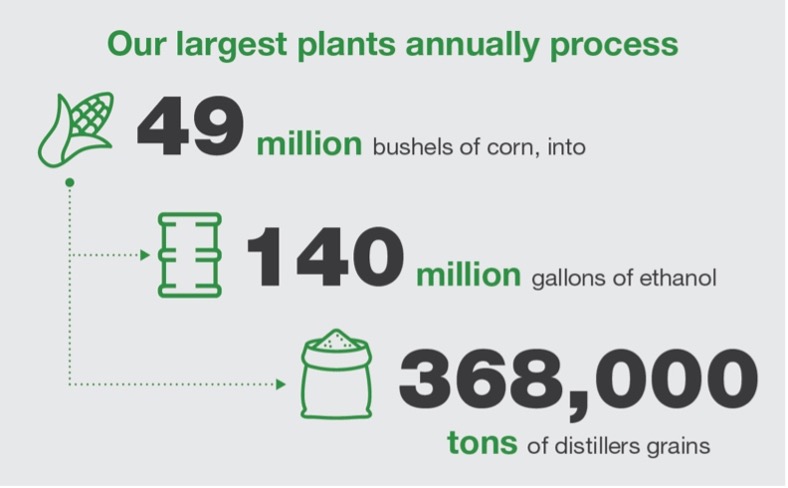 Our largest plants annually process
49 million bushels of corn, into
140 million gallons of ethanol
368,000
tons of distillers grains